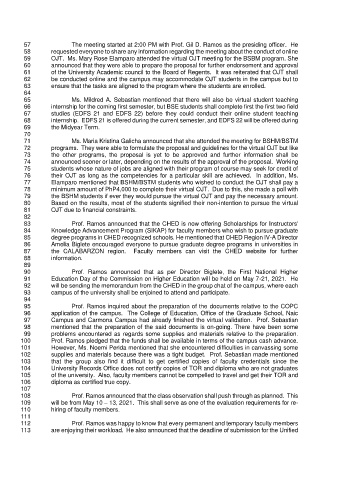 57 The meeting started at 2:00 PM with Prof. Gil D. Ramos as the presiding officer. He
58 requested everyone to share any information regarding the meeting about the conduct of online
59 OJT. Ms. Mary Rose Elamparo attended the virtual OJT meeting for the BSBM program. She
60 announced that they were able to prepare the proposal for further endorsement and approval
61 of the University Academic council to the Board of Regents. It was reiterated that OJT shall
62 be conducted online and the campus may accommodate OJT students in the campus but to
63 ensure that the tasks are aligned to the program where the students are enrolled.
64
65 Ms. Mildred A. Sebastian mentioned that there will also be virtual student teaching
66 internship for the coming first semester, but BSE students shall complete first the two field
67 studies (EDFS 21 and EDFS 22) before they could conduct their online student teaching
68 internship. EDFS 21 is offered during the current semester, and EDFS 22 will be offered during
69 the Midyear Term.
70
71 Ms. Maria Kristina Galicha announced that she attended the meeting for BSHM/BSTM
72 programs. They were able to formulate the proposal and guidelines for the virtual OJT but like
73 the other programs, the proposal is yet to be approved and further information shall be
74 announced sooner or later, depending on the results of the approval of the proposal. Working
75 students whose nature of jobs are aligned with their program of course may seek for credit of
76 their OJT as long as the competencies for a particular skill are achieved. In addition, Ms.
77 Elamparo mentioned that BSHM/BSTM students who wished to conduct the OJT shall pay a
78 minimum amount of PhP4,000 to complete their virtual OJT. Due to this, she made a poll with
79 the BSHM students if ever they would pursue the virtual OJT and pay the necessary amount.
80 Based on the results, most of the students signified their non-intention to pursue the virtual
81 OJT due to financial constraints.
82
83 Prof. Ramos announced that the CHED is now offering Scholarships for Instructors'
84 Knowledge Advancement Program (SIKAP) for faculty members who wish to pursue graduate
85 degree programs in CHED recognized schools. He mentioned that CHED Region IV-A Director
86 Amelia Biglete encouraged everyone to pursue graduate degree programs in universities in
87 the CALABARZON region. Faculty members can visit the CHED website for further
88 information.
89
90 Prof. Ramos announced that as per Director Biglete, the First National Higher
91 Education Day of the Commission on Higher Education will be held on May 7-21, 2021. He
92 will be sending the memorandum from the CHED in the group chat of the campus, where each
93 campus of the university shall be enjoined to attend and participate.
94
95 Prof. Ramos inquired about the preparation of the documents relative to the COPC
96 application of the campus. The College of Education, Office of the Graduate School, Naic
97 Campus and Carmona Campus had already finished the virtual validation. Prof. Sebastian
98 mentioned that the preparation of the said documents is on-going. There have been some
99 problems encountered as regards some supplies and materials relative to the preparation.
100 Prof. Ramos pledged that the funds shall be available in terms of the campus cash advance.
101 However, Ms. Noemi Perida mentioned that she encountered difficulties in canvassing some
102 supplies and materials because there was a tight budget. Prof. Sebastian made mentioned
103 that the group also find it difficult to get certified copies of faculty credentials since the
104 University Records Office does not certify copies of TOR and diploma who are not graduates
105 of the university. Also, faculty members cannot be compelled to travel and get their TOR and
106 diploma as certified true copy.
107
108 Prof. Ramos announced that the class observation shall push through as planned. This
109 will be from May 10 – 13, 2021. This shall serve as one of the evaluation requirements for re-
110 hiring of faculty members.
111
112 Prof. Ramos was happy to know that every permanent and temporary faculty members
113 are enjoying their workload. He also announced that the deadline of submission for the Unified